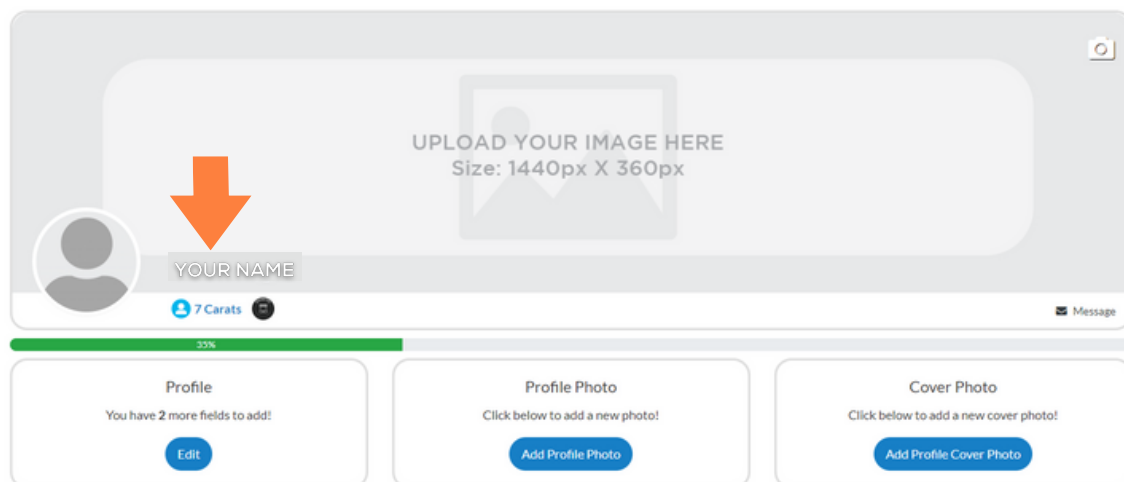 UPLOAD YOUR IMAGE HERE
Size: 1440px X 360px
YOUR NAME
7 Carats
Message
35%
Profile
You have 2 more fields to add!
Edit
Profile Photo
Click below to add a new photo!
Add Profile Photo
Cover Photo
Click below to add a new cover photo!
Add Profile Cover Photo